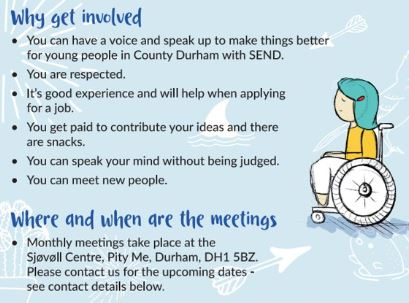 Why get involved
• You can have a voice and speak up to make things better
for young people in County Durham with SEND.
• You are respected.
• It's good experience and will help when applying
for a job.
• You get paid to contribute your ideas and there
are snacks.
• You can speak your mind without being judged.
• You can meet new people.
Where and when are the meetings
• Monthly meetings take place at the
Sjøvøll Centre, Pity Me, Durham, DH1 5BZ.
Please contact us for the upcoming dates -
see contact details below.